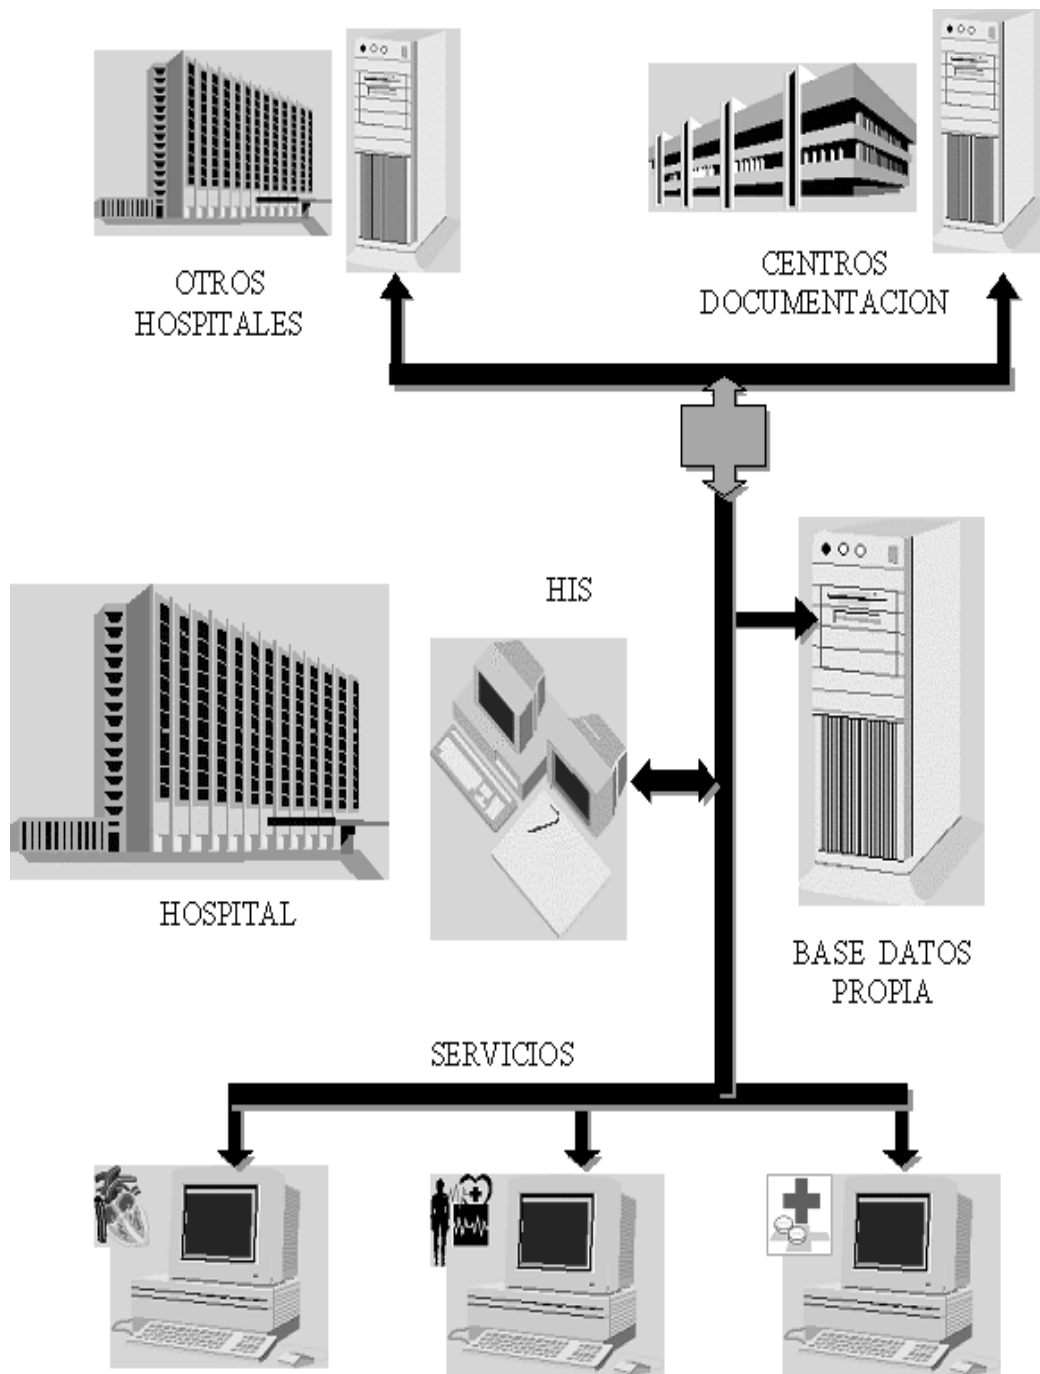 OTROS
HOSPITALES
CENTROS
DOCUMENTACION
HIS
HOSPITAL
BASE DATOS
PROPIA
SERVICIOS